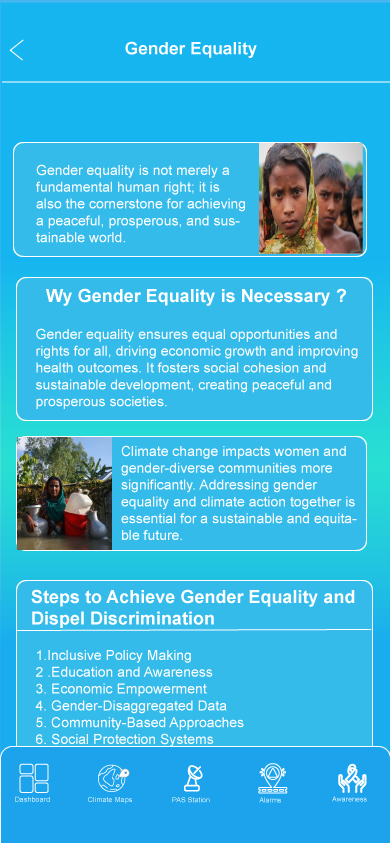 Gender Equality
Gender equality is not merely a
fundamental human right; it is
also the cornerstone for achieving
a peaceful, prosperous, and sus-
tainable world.
Wy Gender Equality is Necessary ?
Gender equality ensures equal opportunities and
rights for all, driving economic growth and improving
health outcomes. It fosters social cohesion and
sustainable development, creating peaceful and
prosperous societies.
Climate change impacts women and
gender-diverse communities more
significantly. Addressing gender
equality and climate action together is
essential for a sustainable and equita-
ble future.
Steps to Achieve Gender Equality and
Dispel Discrimination
1.Inclusive Policy Making
2 .Education and Awareness
3. Economic Empowerment
4. Gender-Disaggregated Data
5. Community-Based Approaches
6. Social Protection Systems
Dashboard
Climate Maps
PAS Station
Alarms
Awareness